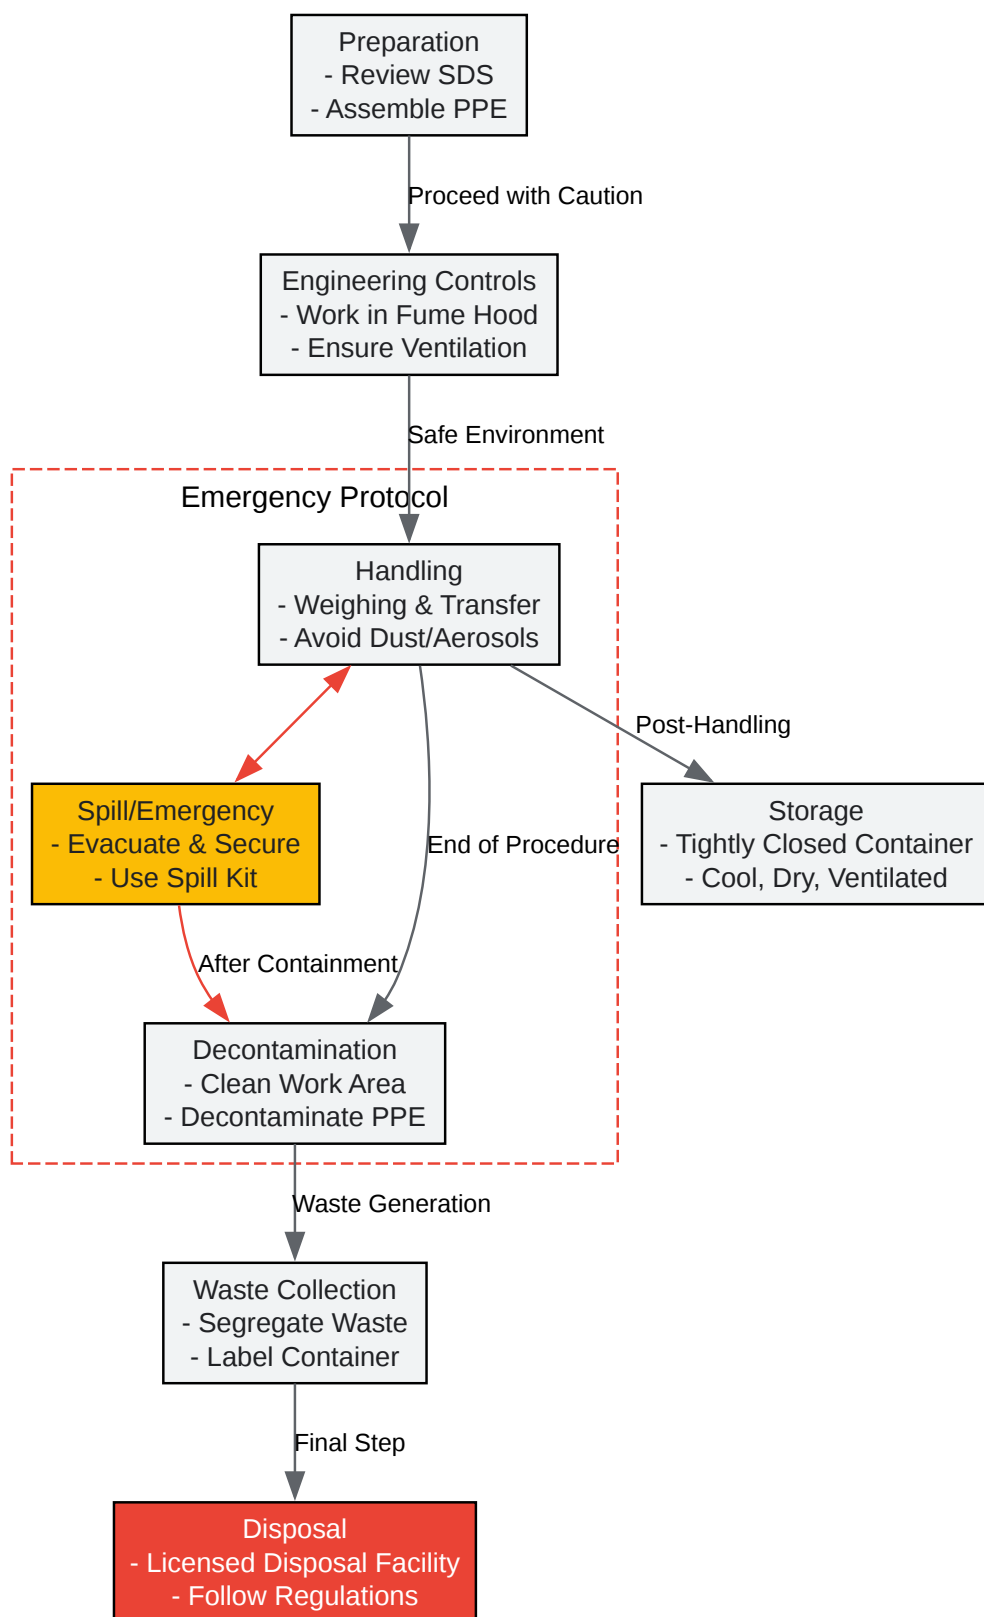 Preparation
- Review SDS
- Assemble PPE
Proceed with Caution
Engineering Controls
- Work in Fume Hood
- Ensure Ventilation
Safe Environment
Emergency Protocol
Handling
- Weighing & Transfer
- Avoid Dust/Aerosols
Post-Handling
Spill/Emergency
- Evacuate & Secure
- Use Spill Kit
End of Procedure
Storage
- Tightly Closed Container
- Cool, Dry, Ventilated
After Containment
Decontamination
- Clean Work Area
- Decontaminate PPE
Waste Generation
Waste Collection
- Segregate Waste
- Label Container
Final Step
Disposal
- Licensed Disposal Facility
- Follow Regulations